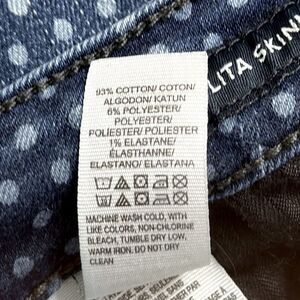 LITA SKIN
93% COTTON/ COTON/
ALGODON/ KATUN
6% POLYESTER/
POLYESTER/
POLIESTER/ POLIESTER
1% ELASTANE/
ÉLASTHANNE/
ELASTANO/ ELASTANA
MACHINE WASH COLD, WITH
LIKE COLORS, NON-CHLORINE
BLEACH, TUMBLE DRY LOW,
WARM IRON. DO NOT DRY
CLEAN